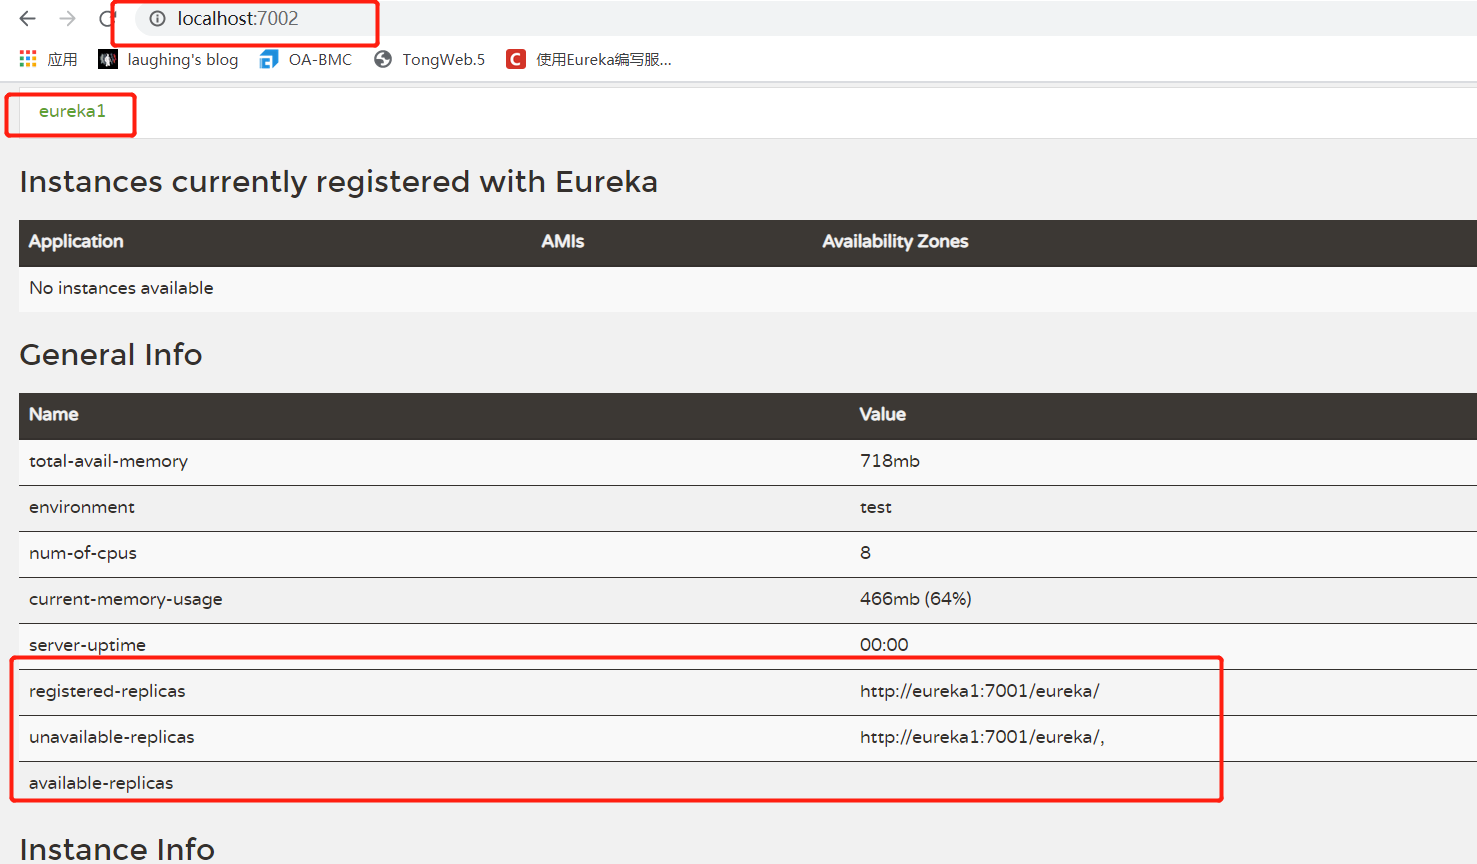 localhost:7002
应用 laughing's blog OA-BMC TongWeb.5 使用Eureka编写服...
eureka1
Instances currently registered with Eureka
Application AMIs Availability Zones
No instances available
General Info
Name Value
total-avail-memory 718mb
environment test
num-of-cpus 8
current-memory-usage 466mb (64%)
server-uptime 00:00
registered-replicas http://eureka1:7001/eureka/
unavailable-replicas http://eureka1:7001/eureka/,
available-replicas
Instance Info